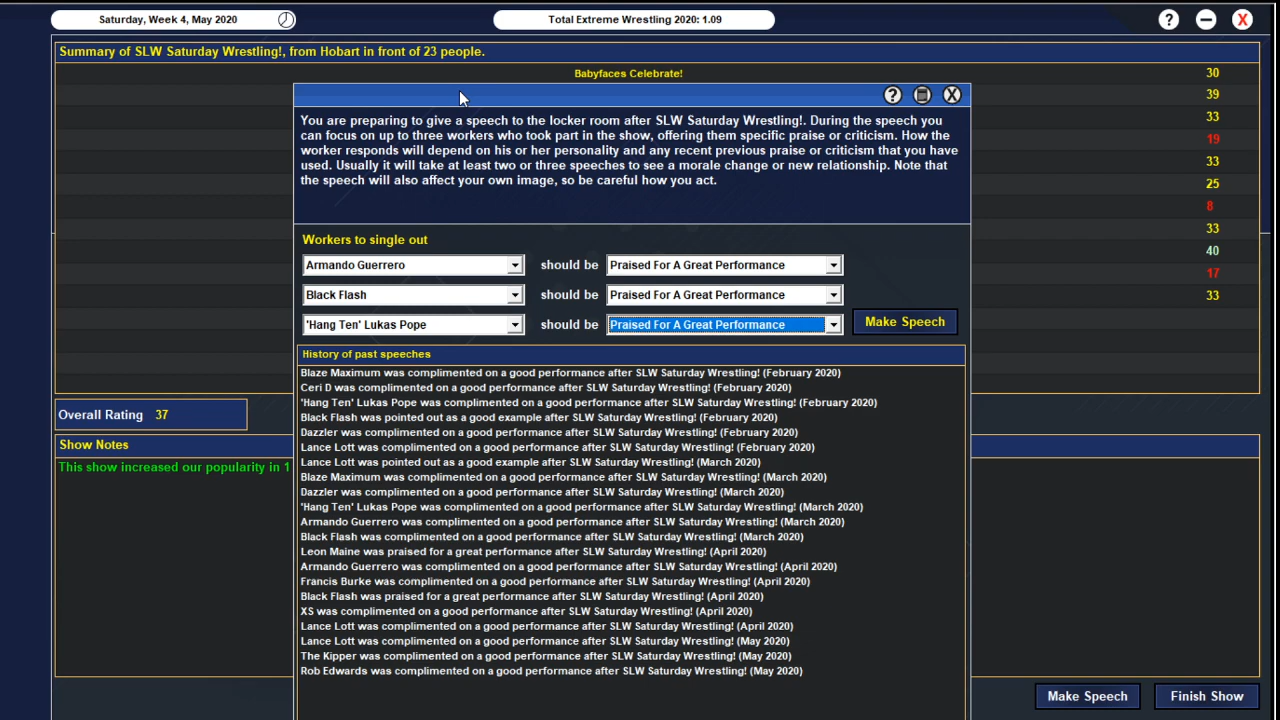 Saturday, Week 4, May 2020
Total Extreme Wrestling 2020: 1.09
?
X
Summary of SLW Saturday Wrestling!, from Hobart in front of 23 people.
Babyfaces Celebrate! 30
39
33
19
33
25
8
33
40
17
33
? X
You are preparing to give a speech to the locker room after SLW Saturday Wrestling!. During the speech you
can focus on up to three workers who took part in the show, offering them specific praise or criticism. How the
worker responds will depend on his or her personality and any recent previous praise or criticism that you have
used. Usually it will take at least two or three speeches to see a morale change or new relationship. Note that
the speech will also affect your own image, so be careful how you act.
Workers to single out
Armando Guerrero should be Praised For A Great Performance
Black Flash should be Praised For A Great Performance
'Hang Ten' Lukas Pope should be Praised For A Great Performance Make Speech
History of past speeches
Blaze Maximum was complimented on a good performance after SLW Saturday Wrestling! (February 2020)
Ceri D was complimented on a good performance after SLW Saturday Wrestling! (February 2020)
'Hang Ten' Lukas Pope was complimented on a good performance after SLW Saturday Wrestling! (February 2020)
Black Flash was pointed out as a good example after SLW Saturday Wrestling! (February 2020)
Dazzler was complimented on a good performance after SLW Saturday Wrestling! (February 2020)
Lance Lott was complimented on a good performance after SLW Saturday Wrestling! (February 2020)
Lance Lott was pointed out as a good example after SLW Saturday Wrestling! (March 2020)
Blaze Maximum was complimented on a good performance after SLW Saturday Wrestling! (March 2020)
Dazzler was complimented on a good performance after SLW Saturday Wrestling! (March 2020)
'Hang Ten' Lukas Pope was complimented on a good performance after SLW Saturday Wrestling! (March 2020)
Armando Guerrero was complimented on a good performance after SLW Saturday Wrestling! (March 2020)
Black Flash was complimented on a good performance after SLW Saturday Wrestling! (March 2020)
Leon Maine was praised for a great performance after SLW Saturday Wrestling! (April 2020)
Armando Guerrero was complimented on a good performance after SLW Saturday Wrestling! (April 2020)
Francis Burke was complimented on a good performance after SLW Saturday Wrestling! (April 2020)
Black Flash was praised for a great performance after SLW Saturday Wrestling! (April 2020)
XS was complimented on a good performance after SLW Saturday Wrestling! (April 2020)
Lance Lott was complimented on a good performance after SLW Saturday Wrestling! (April 2020)
Lance Lott was complimented on a good performance after SLW Saturday Wrestling! (May 2020)
The Kipper was complimented on a good performance after SLW Saturday Wrestling! (May 2020)
Rob Edwards was complimented on a good performance after SLW Saturday Wrestling! (May 2020)
Overall Rating 37
Show Notes
This show increased our popularity in 1
Make Speech Finish Show